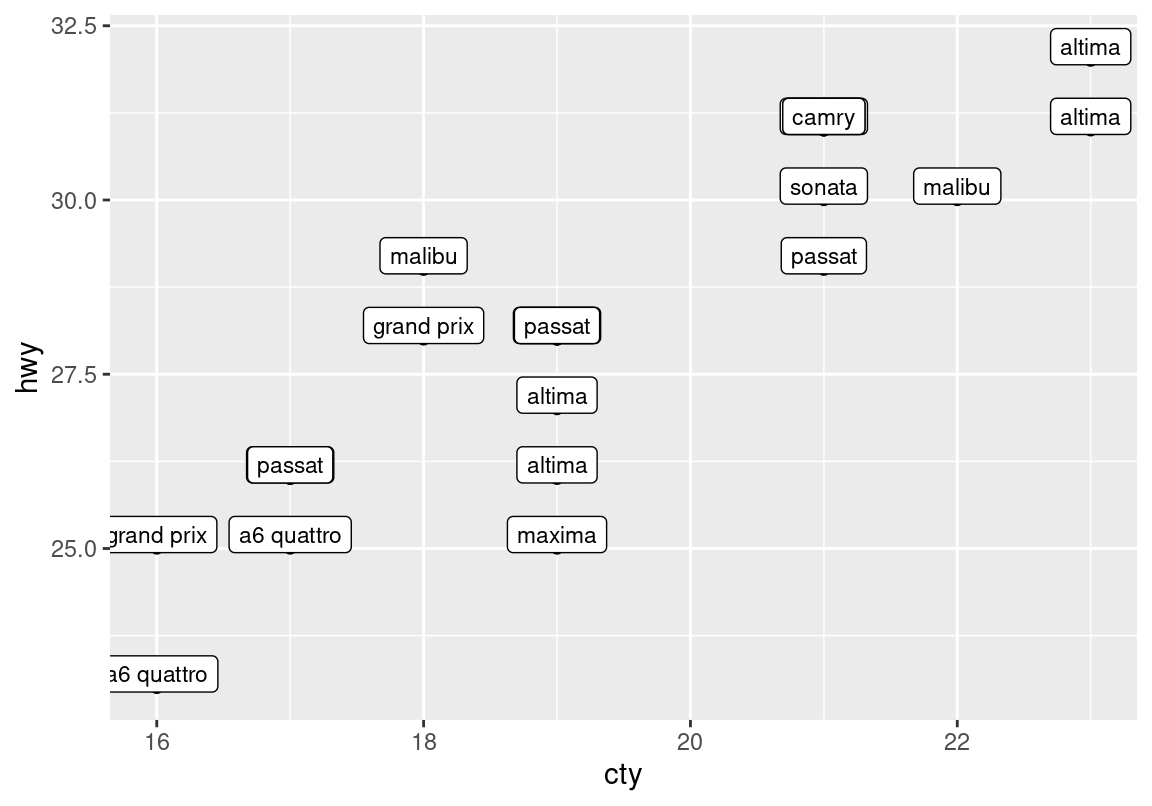 32.5
altima
camry
altima
30.0
sonata
malibu
malibu
passat
grand prix
passat
hwy
27.5
altima
passat
altima
25.0
grand prix
a6 quattro
maxima
a6 quattro
16
18
20
22
cty